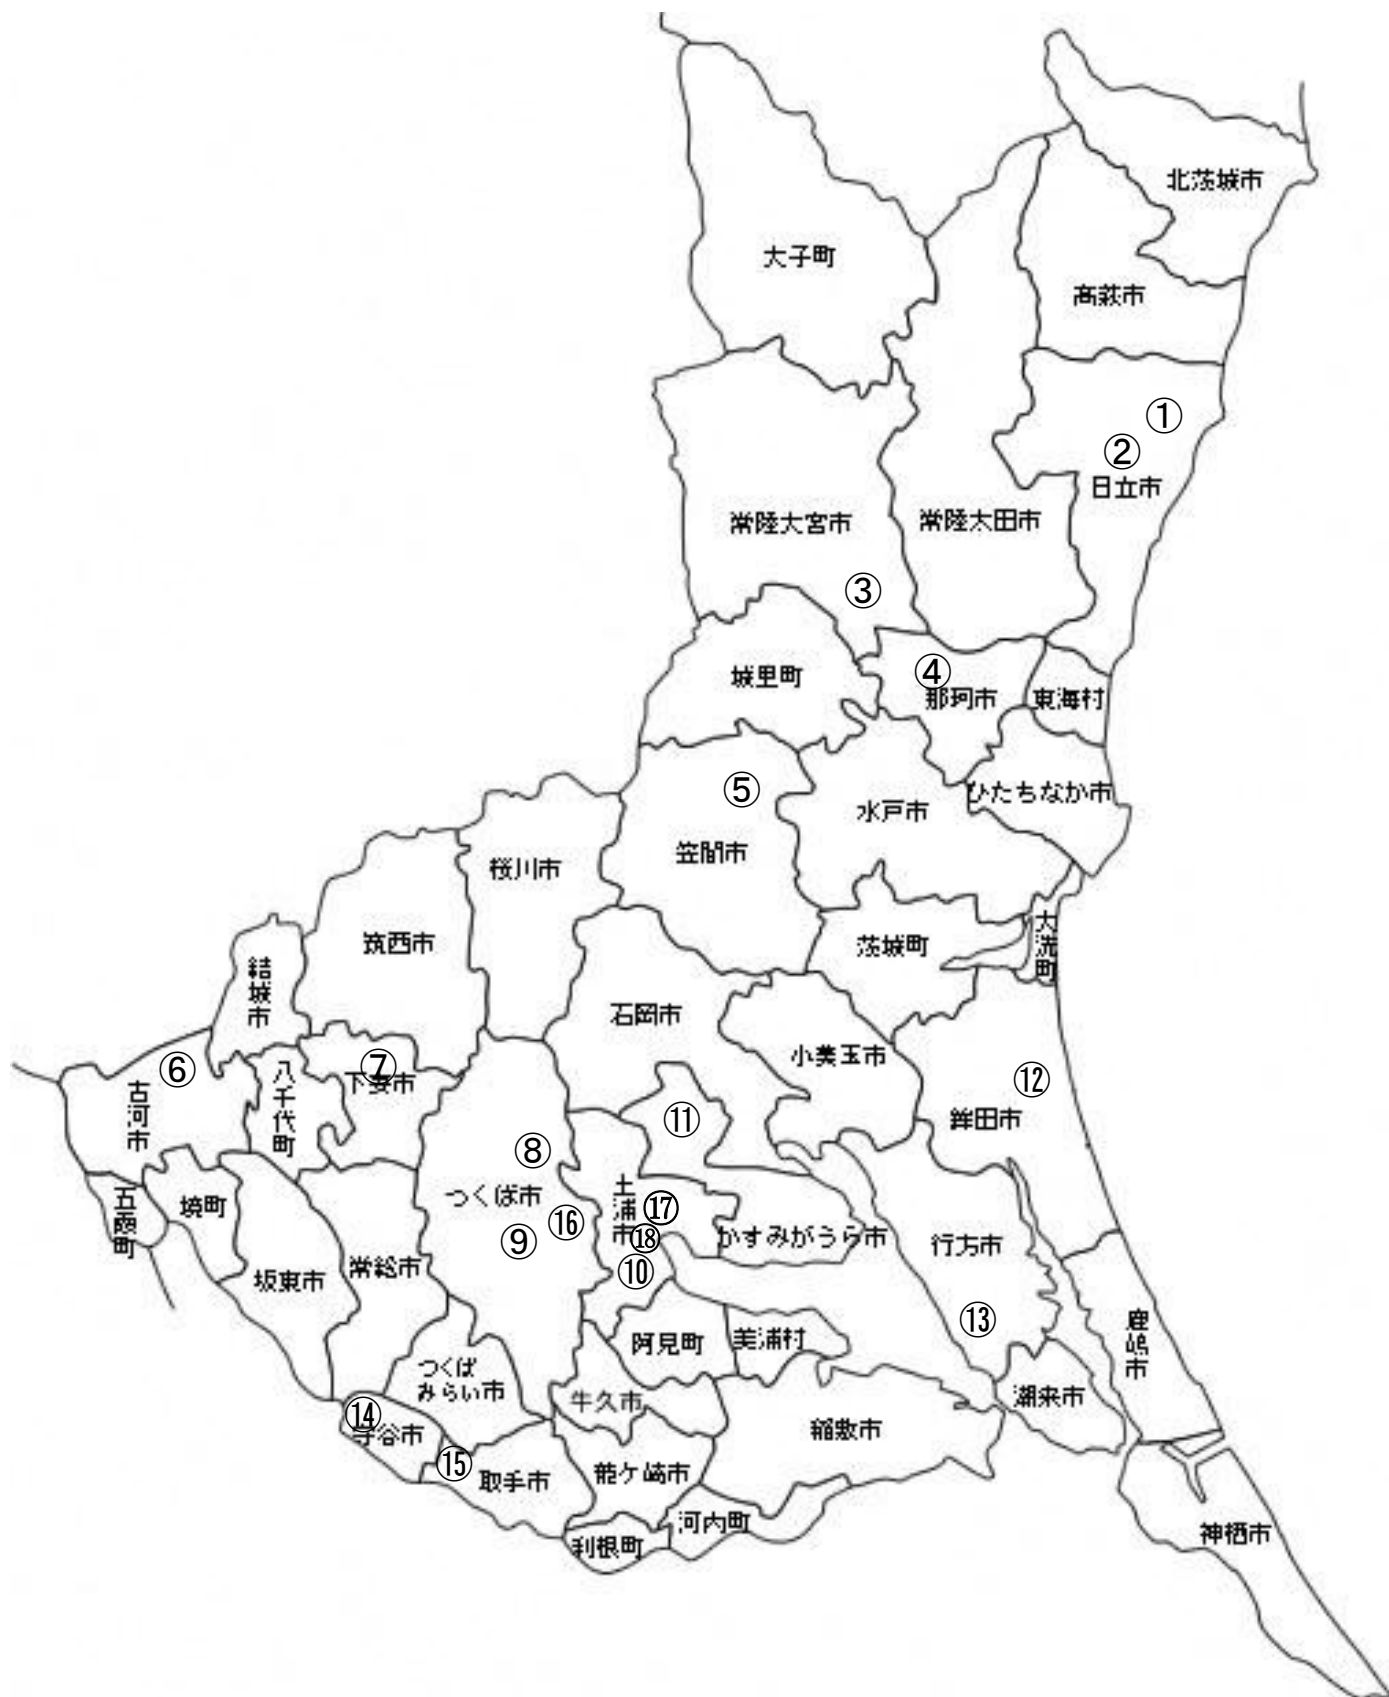 北茨城市
大子町
高萩市
①
②
日立市
常陸大宮市
常陸太田市
③
城里町
④
那珂市
東海村
⑤
ひたちなか市
水戸市
笠間市
桜川市
筑西市
茨城町
大洗町
結城市
石岡市
小美玉市
⑥
⑦
下妻市
八千代町
古河市
⑫
鉾田市
⑪
⑧
つくば市
⑨
⑯
土浦市
⑰
⑱
⑩
かすみがうら市
行方市
五霞町
境町
坂東市
常総市
⑬
鹿嶋市
阿見町
美浦村
つくば
みらい市
牛久市
潮来市
⑭
守谷市
⑮
取手市
龍ケ崎市
稲敷市
河内町
利根町
神栖市